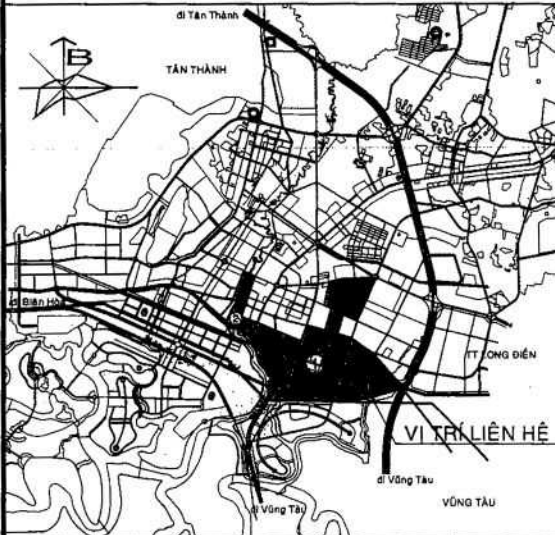 đi Tân Thành
B
TÂN THÀNH
đi Biên Hòa
TT LONG ĐIỀN
VỊ TRÍ LIÊN HỆ
đi Vũng Tàu
VŨNG TÀU
đi Vũng Tàu